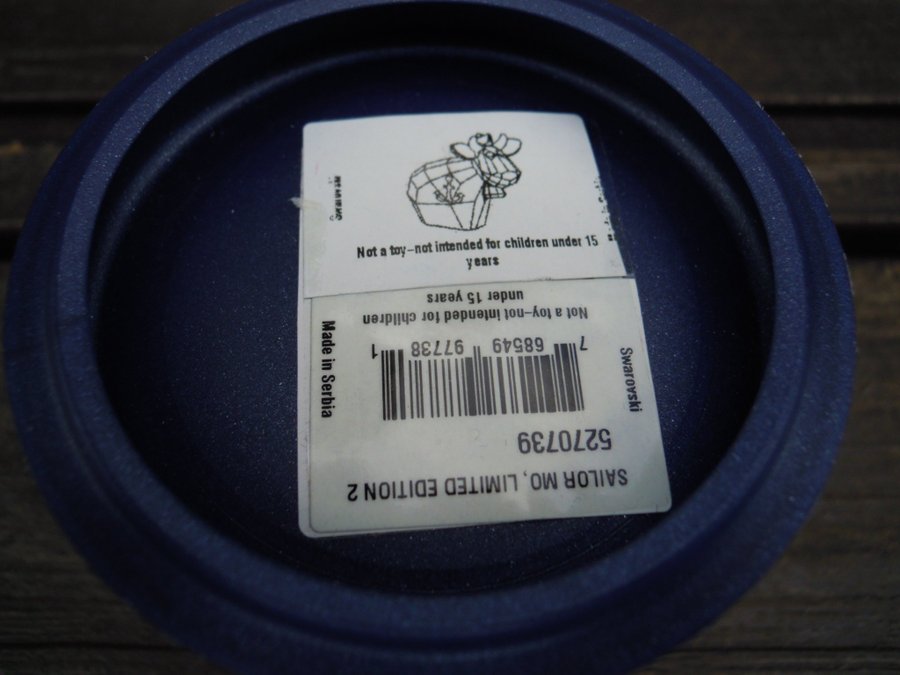 Not a toy–not intended for children under 15
years
SAILOR MO, LIMITED EDITION 2
5270739
7 68549 97738 1
Not a toy–not intended for children
under 15 years
Swarovski
Made in Serbia